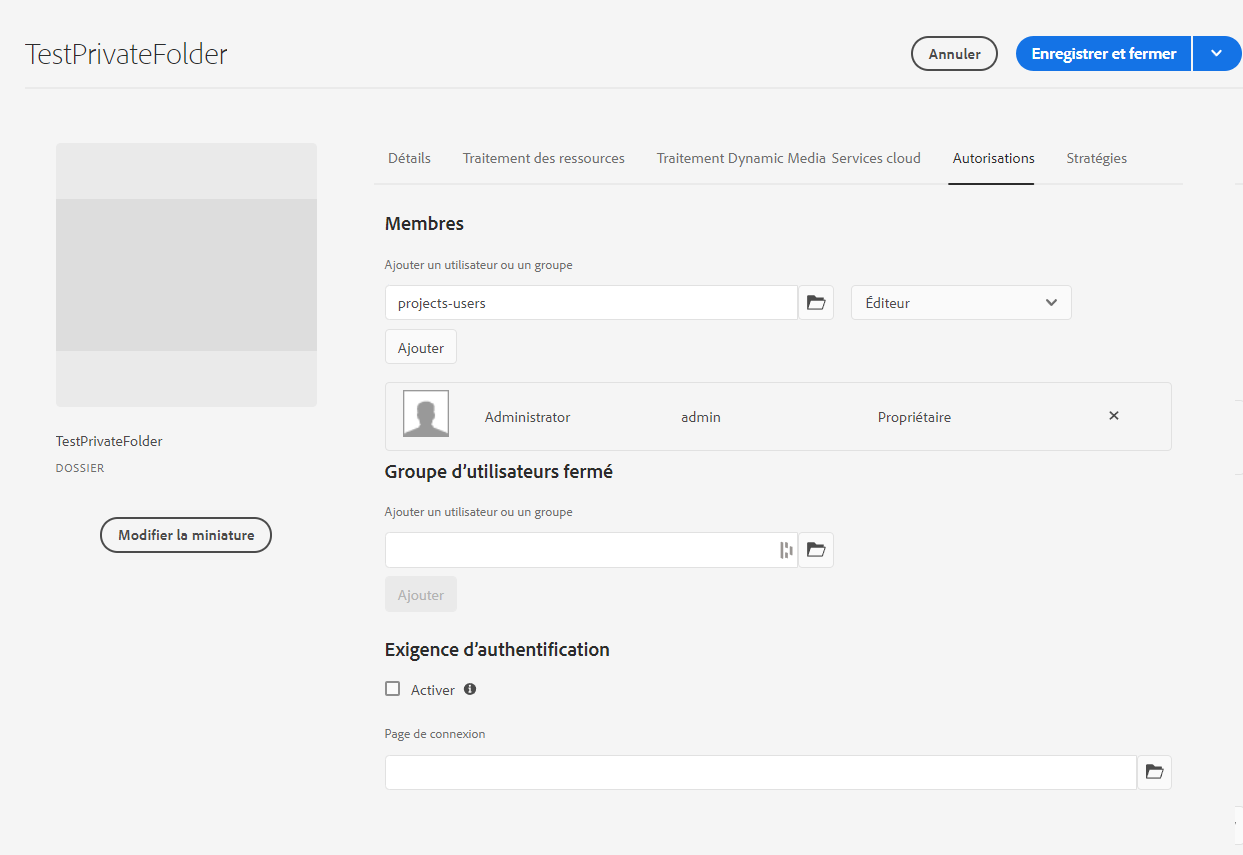 TestPrivateFolder
Annuler
Enregistrer et fermer
Détails
Traitement des ressources
Traitement Dynamic Media Services cloud
Autorisations
Stratégies
Membres
Ajouter un utilisateur ou un groupe
projects-users
Éditeur
Ajouter
Administrator
admin
Propriétaire
TestPrivateFolder
DOSSIER
Modifier la miniature
Groupe d’utilisateurs fermé
Ajouter un utilisateur ou un groupe
Ajouter
Exigence d’authentification
Activer
Page de connexion